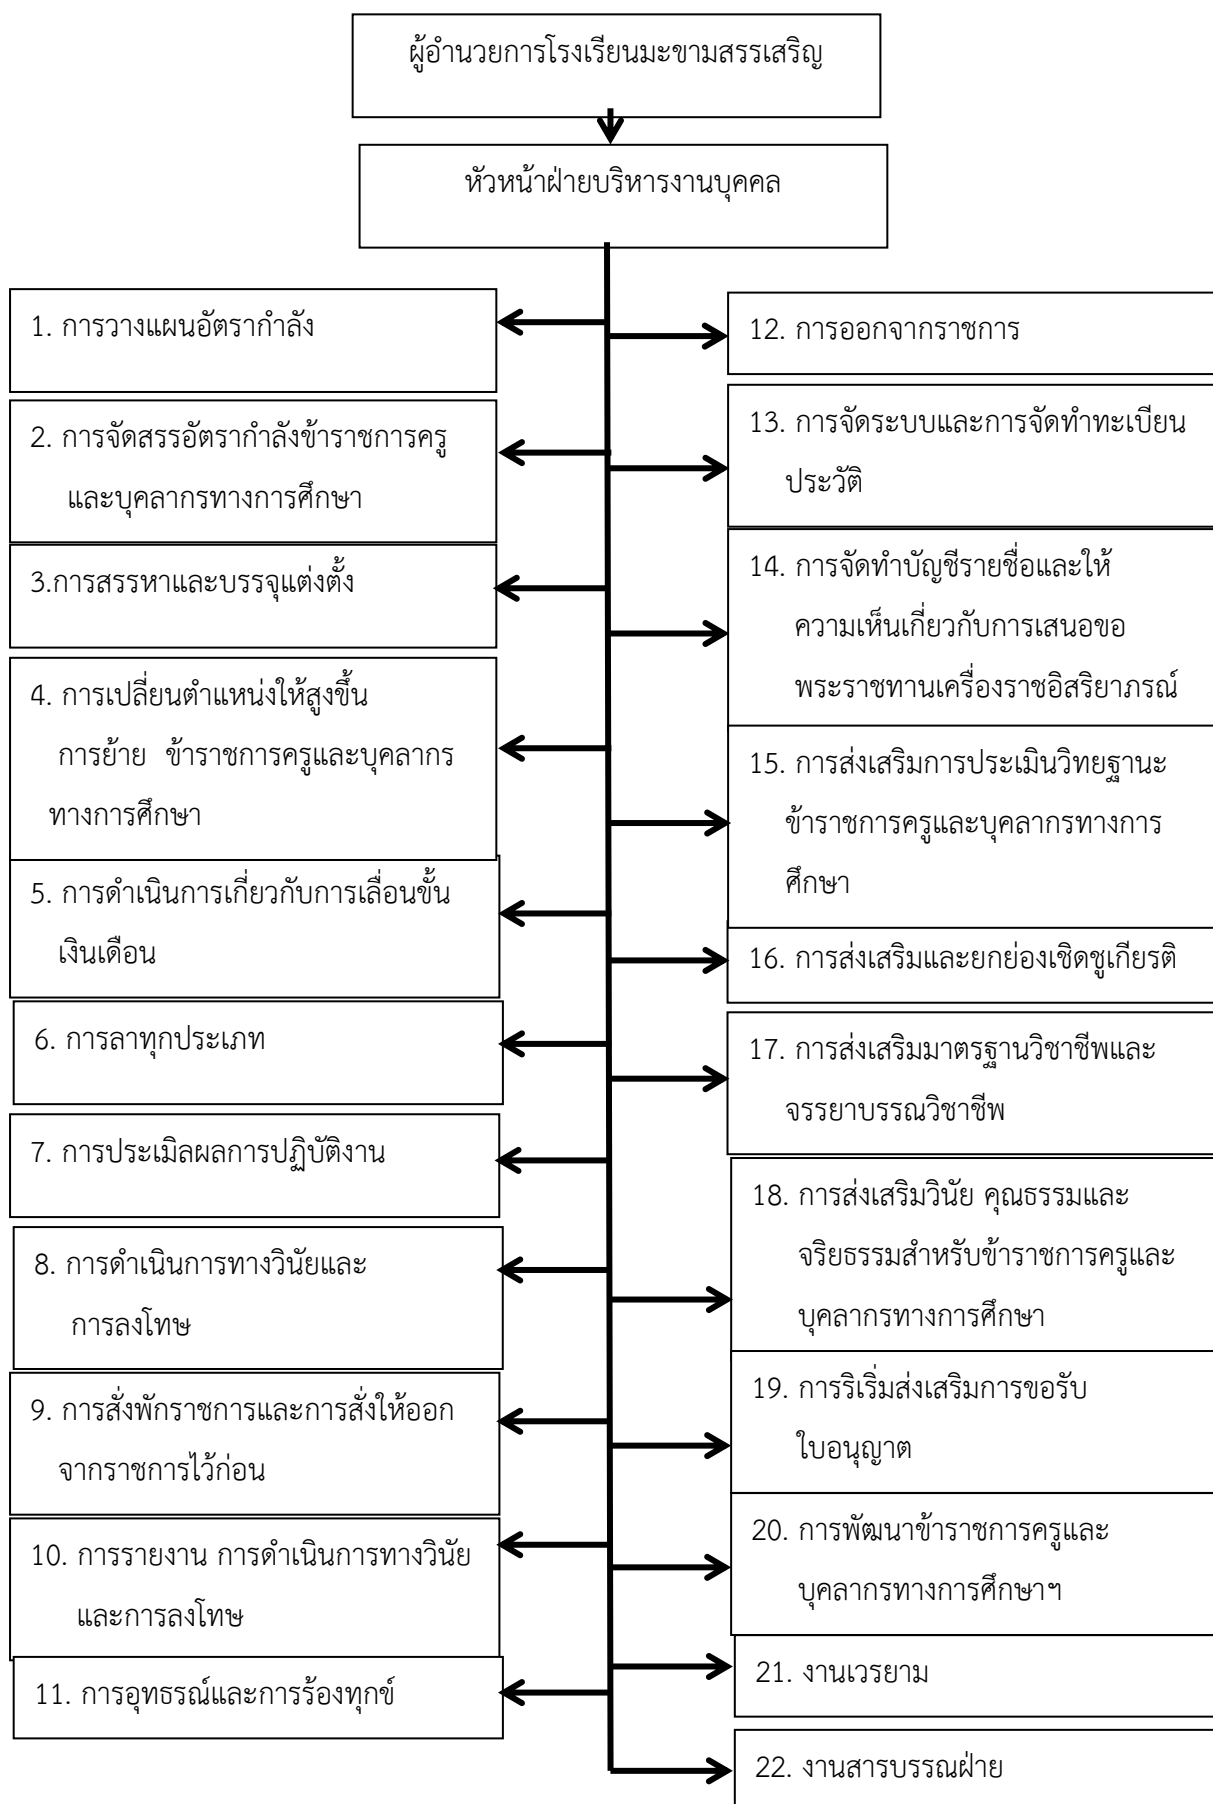 ผู้อำนวยการโรงเรียนมะขามสรรเสริญ
หัวหน้าฝ่ายบริหารงานบุคคล
1. การวางแผนอัตรากำลัง
2. การจัดสรรอัตรากำลังข้าราชการครู
และบุคลากรทางการศึกษา
3.การสรรหาและบรรจุแต่งตั้ง
4. การเปลี่ยนตำแหน่งให้สูงขึ้น
การย้าย ข้าราชการครูและบุคลากร
ทางการศึกษา
5. การดำเนินการเกี่ยวกับการเลื่อนขั้น
เงินเดือน
6. การลาทุกประเภท
7. การประเมิลผลการปฏิบัติงาน
8. การดำเนินการทางวินัยและ
การลงโทษ
9. การสั่งพักราชการและการสั่งให้ออก
จากราชการไว้ก่อน
10. การรายงาน การดำเนินการทางวินัย
และการลงโทษ
11. การอุทธรณ์และการร้องทุกข์
12. การออกจากราชการ
13. การจัดระบบและการจัดทำทะเบียน
ประวัติ
14. การจัดทำบัญชีรายชื่อและให้
ความเห็นเกี่ยวกับการเสนอขอ
พระราชทานเครื่องราชอิสริยาภรณ์
15. การส่งเสริมการประเมินวิทยฐานะ
ข้าราชการครูและบุคลากรทางการ
ศึกษา
16. การส่งเสริมและยกย่องเชิดชูเกียรติ
17. การส่งเสริมมาตรฐานวิชาชีพและ
จรรยาบรรณวิชาชีพ
18. การส่งเสริมวินัย คุณธรรมและ
จริยธรรมสำหรับข้าราชการครูและ
บุคลากรทางการศึกษา
19. การริเริ่มส่งเสริมการขอรับ
ใบอนุญาต
20. การพัฒนาข้าราชการครูและ
บุคลากรทางการศึกษาฯ
21. งานเวรยาม
22. งานสารบรรณฝ่าย